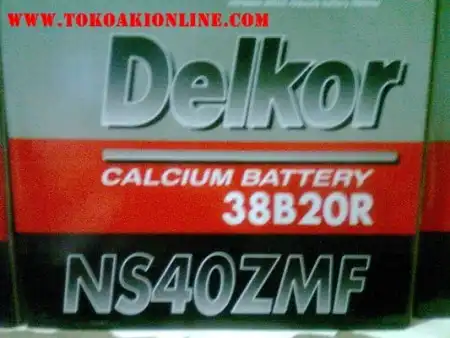 WWW.TOKOAKIONLINE.COM
Delkor
CALCIUM BATTERY
38B20R
NS40ZMF